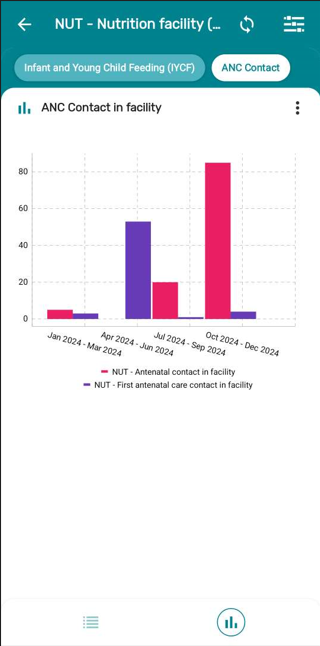 NUT - Nutrition facility (...
Infant and Young Child Feeding (IYCF)
ANC Contact
ANC Contact in facility
80
60
40
20
0
Jan 2024 - Mar 2024
Apr 2024 - Jun 2024
Jul 2024 - Sep 2024
Oct 2024 - Dec 2024
NUT - Antenatal contact in facility
NUT - First antenatal care contact in facility